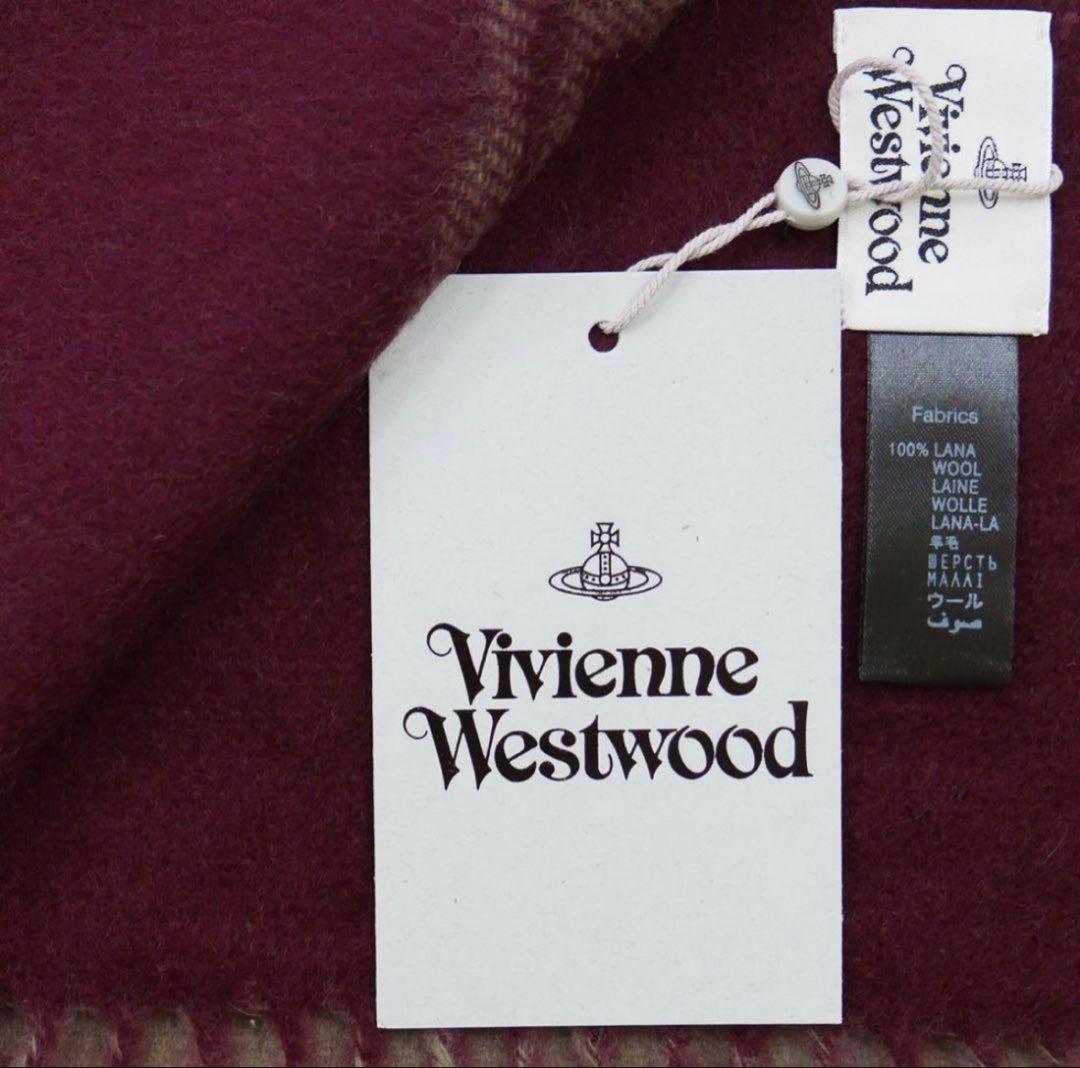 Vivienne
Westwood
Vivienne
Westwood
Fabrics
100% LANA
WOOL
LAINE
WOLLE
LANA-LA
羊毛
ШЕРСТЬ
ΜΑΛΛΙ
ウール
صوف